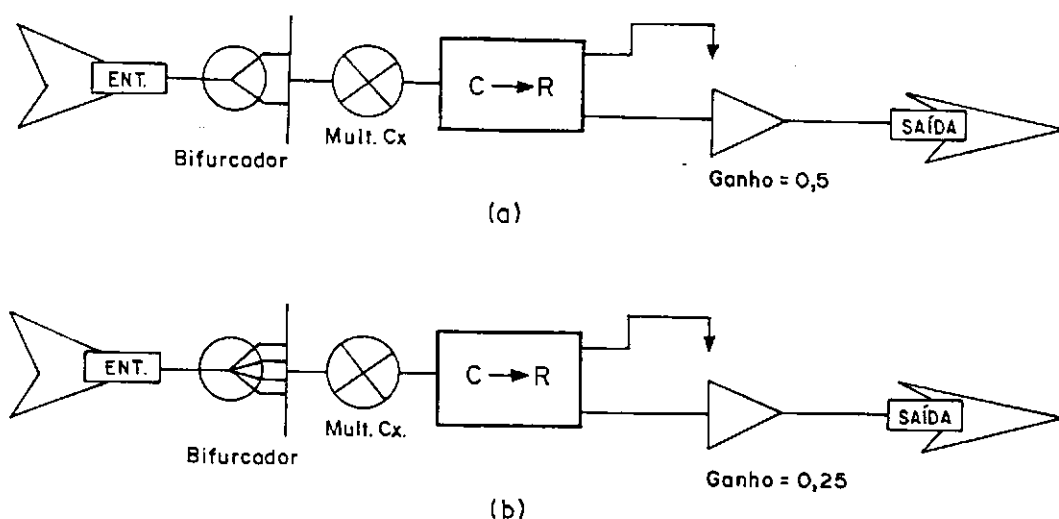 ENT.
Bifurcador
Mult. Cx
C → R
Ganho = 0,5
SAÍDA
(a)
ENT.
Bifurcador
Mult. Cx.
C → R
Ganho = 0,25
SAÍDA
(b)